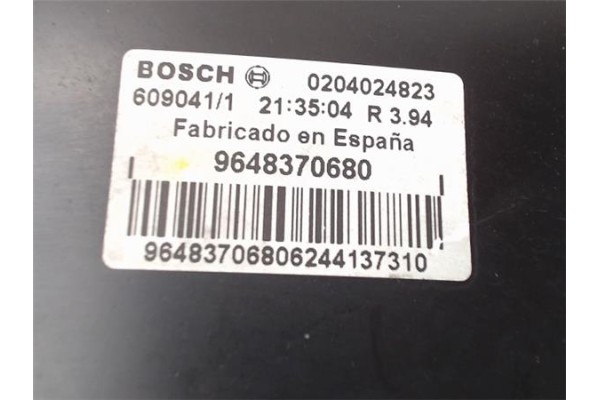 BOSCH 0204024823
609041/1 21:35:04 R 3.94
Fabricado en España
9648370680
96483706806244137310